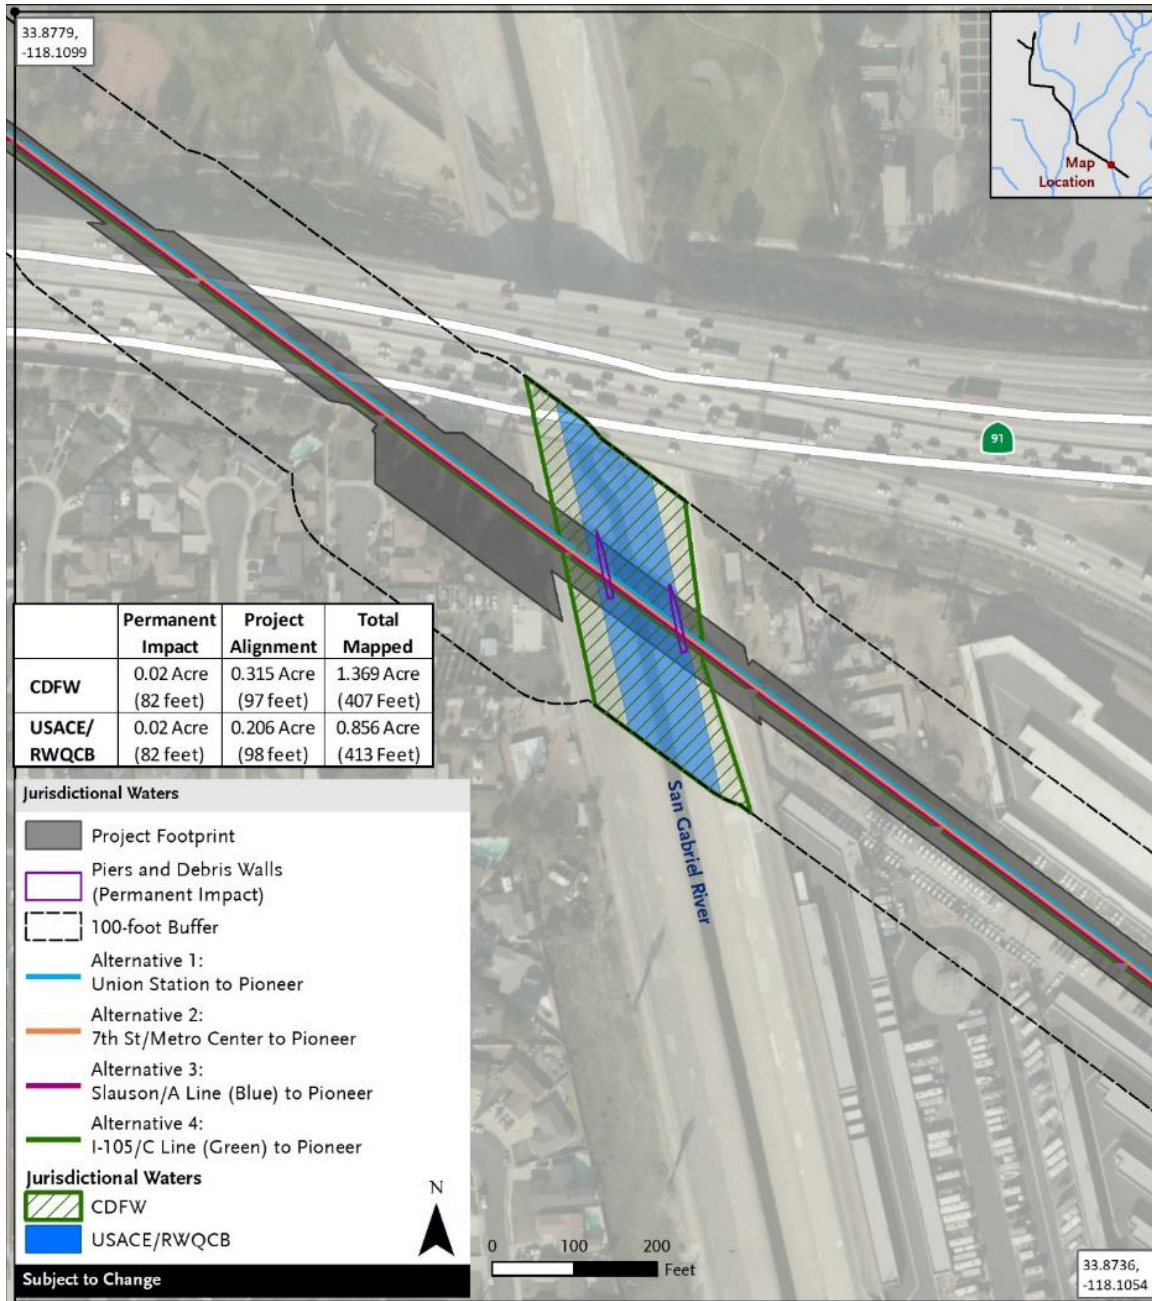 33.8779,
-118.1099
Map
Location
91
Permanent Impact Project Alignment Total Mapped
CDFW 0.02 Acre (82 feet) 0.315 Acre (97 feet) 1.369 Acre (407 Feet)
USACE/ RWQCB 0.02 Acre (82 feet) 0.206 Acre (98 feet) 0.856 Acre (413 Feet)
San Gabriel River
Jurisdictional Waters
Project Footprint
Piers and Debris Walls
(Permanent Impact)
100-foot Buffer
Alternative 1:
Union Station to Pioneer
Alternative 2:
7th St/Metro Center to Pioneer
Alternative 3:
Slauson/A Line (Blue) to Pioneer
Alternative 4:
I-105/C Line (Green) to Pioneer
Jurisdictional Waters
CDFW
USACE/RWQCB
Subject to Change
N
0 100 200
Feet
33.8736,
-118.1054